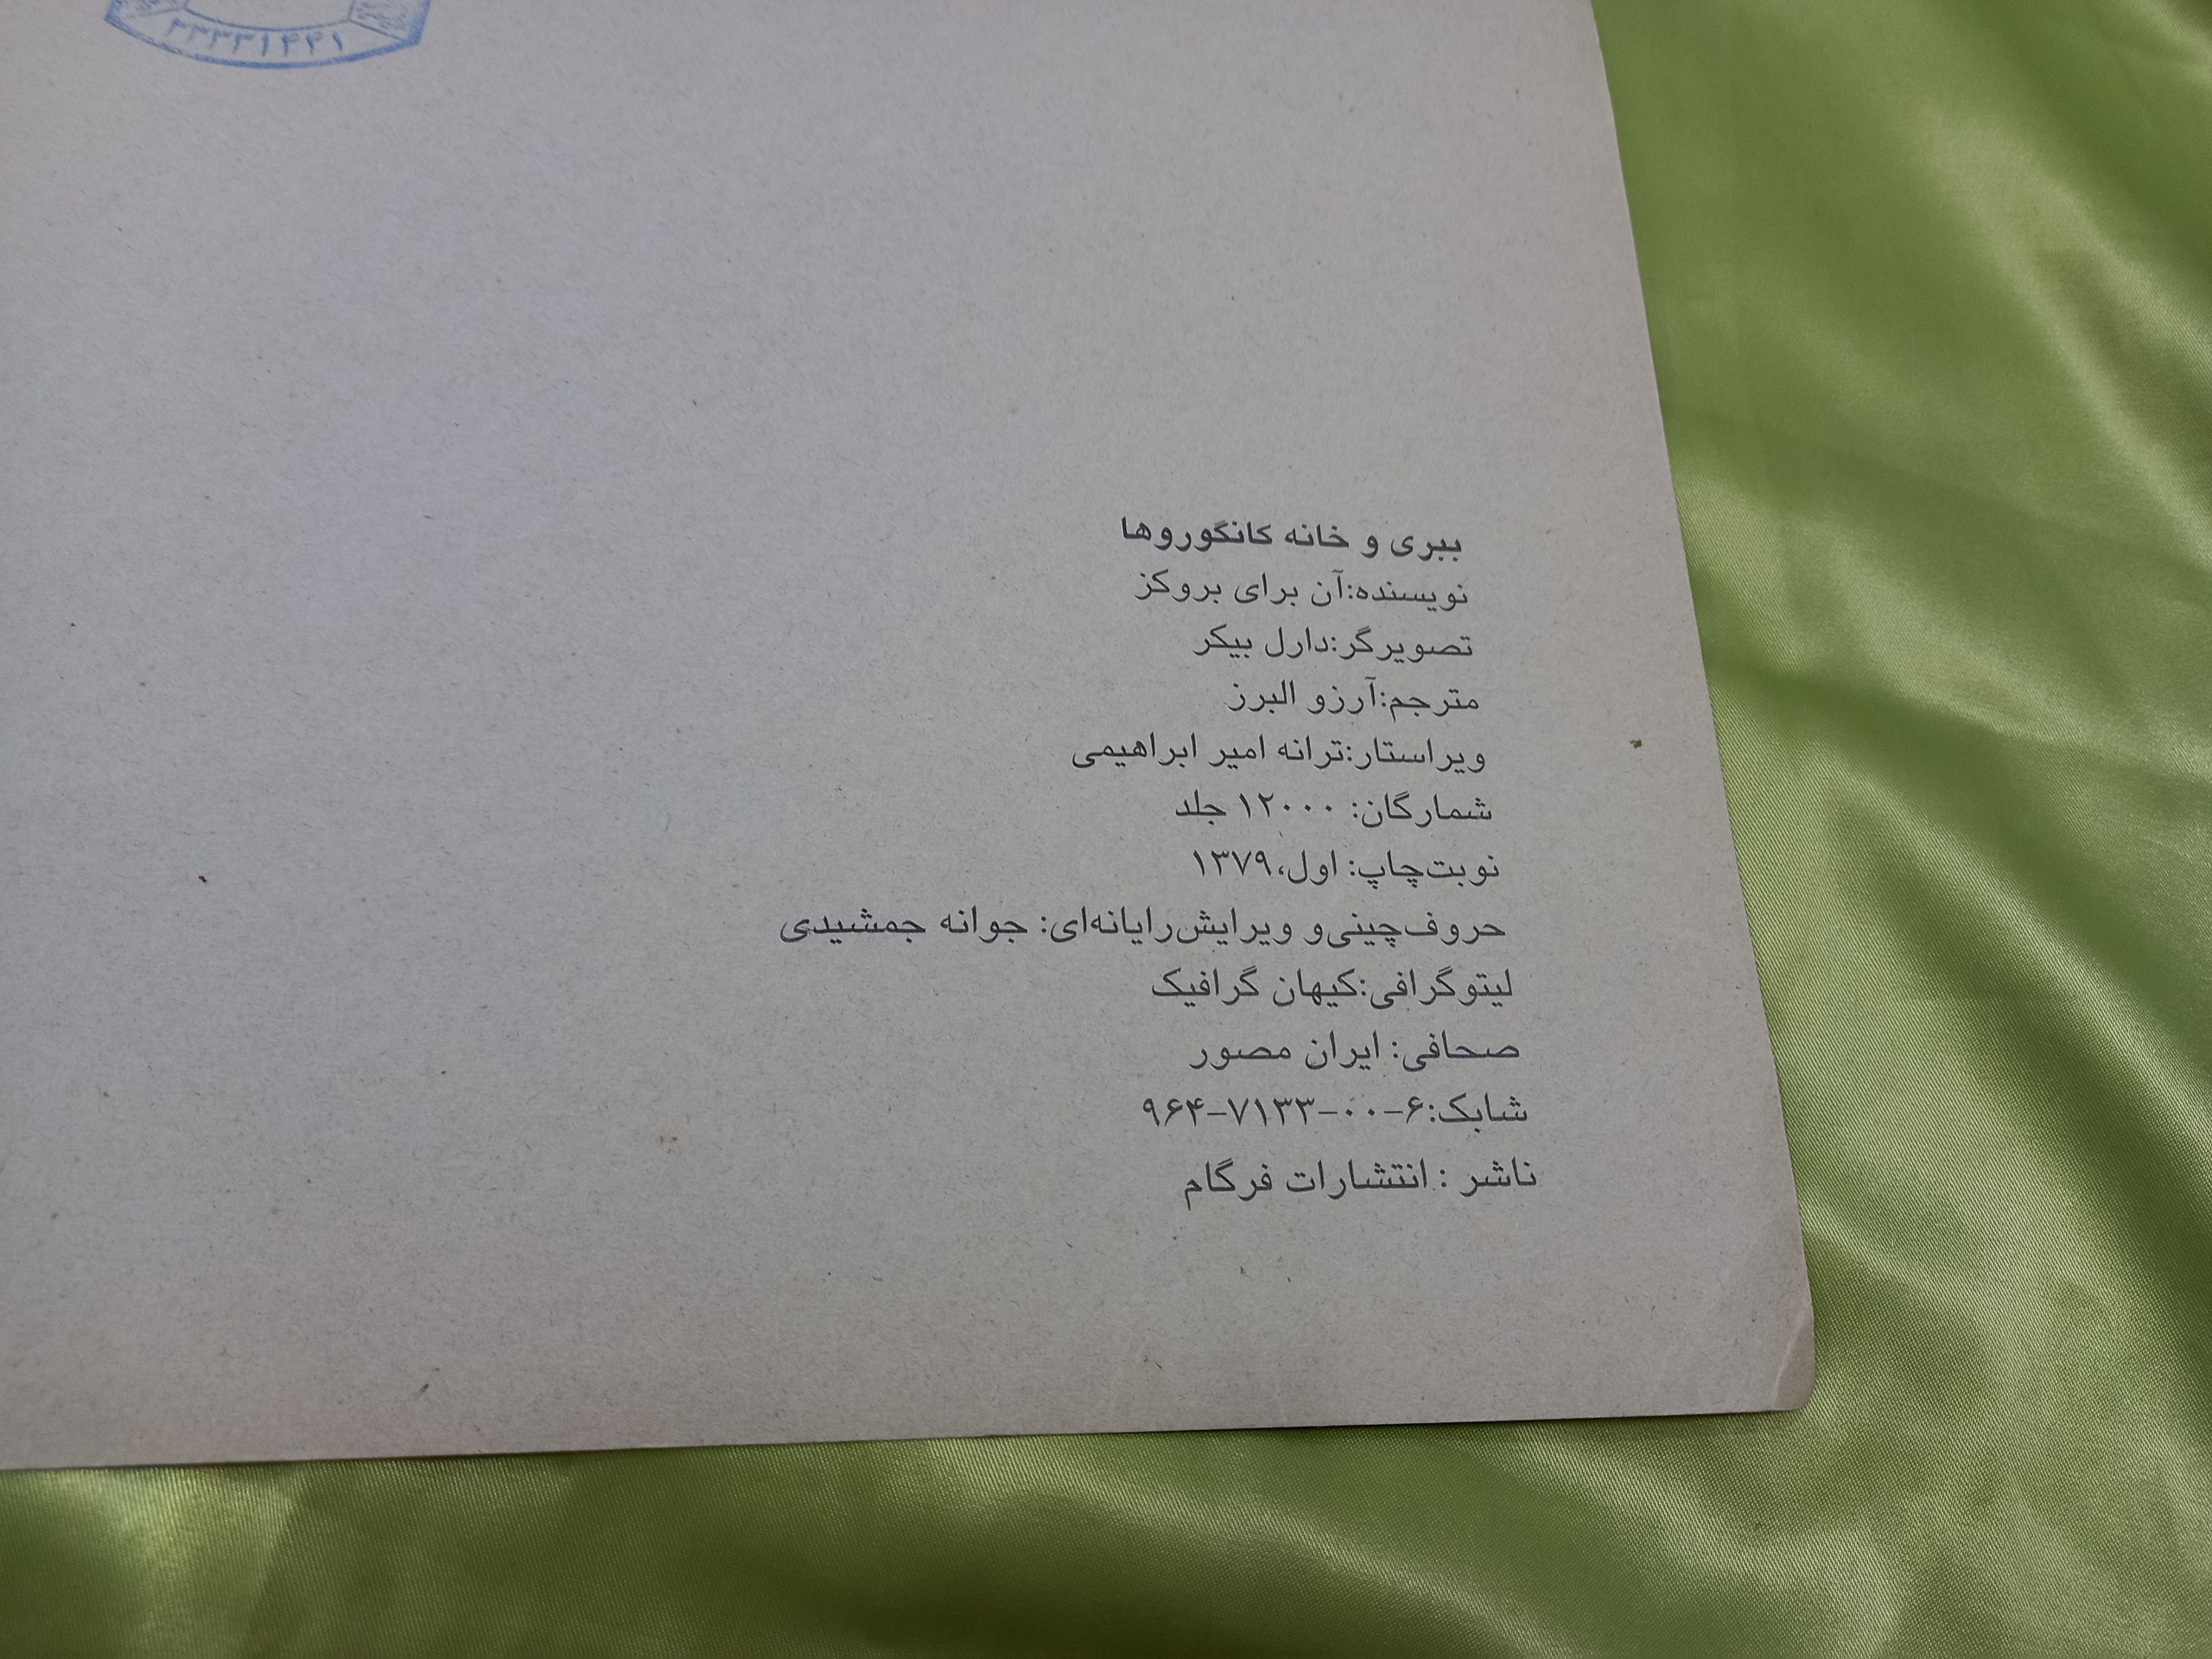 ۳۳۳۳۱۴۴۱
ببری و خانه کانگوروها
نویسنده:آن برای بروکز
تصویرگر:دارل بیکر
مترجم:آرزو البرز
ویراستار:ترانه امیر ابراهیمی
شمارگان: ۱۲۰۰۰ جلد
نوبت‌چاپ: اول،۱۳۷۹
حروف‌چینی‌و ویرایش‌رایانه‌ای: جوانه جمشیدی
لیتوگرافی:کیهان گرافیک
صحافی: ایران مصور
شابک:۶-۰۰-۷۱۳۳-۹۶۴
ناشر : انتشارات فرگام